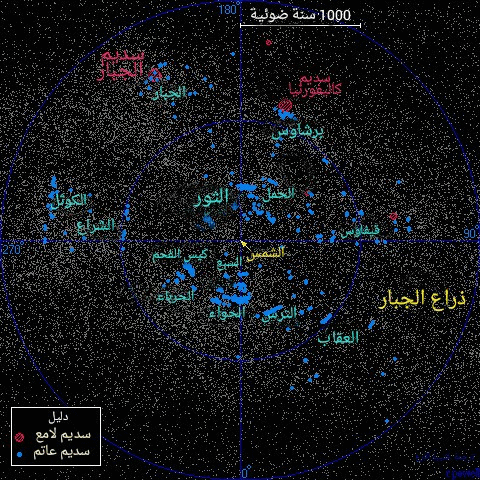 180°
1000 سنة ضوئية
سديم
الجبار
سديم
كاليفورنيا
الجبار
برشاوس
الحمل
الثور
الكوثل
الشراع
قيفاوس
90°
270°
الشمس
كيس الفحم
السبع
الحرباء
الحواء
الترس
ذراع الجبار
العقاب
دليل
سديم لامع
سديم عاتم
0°